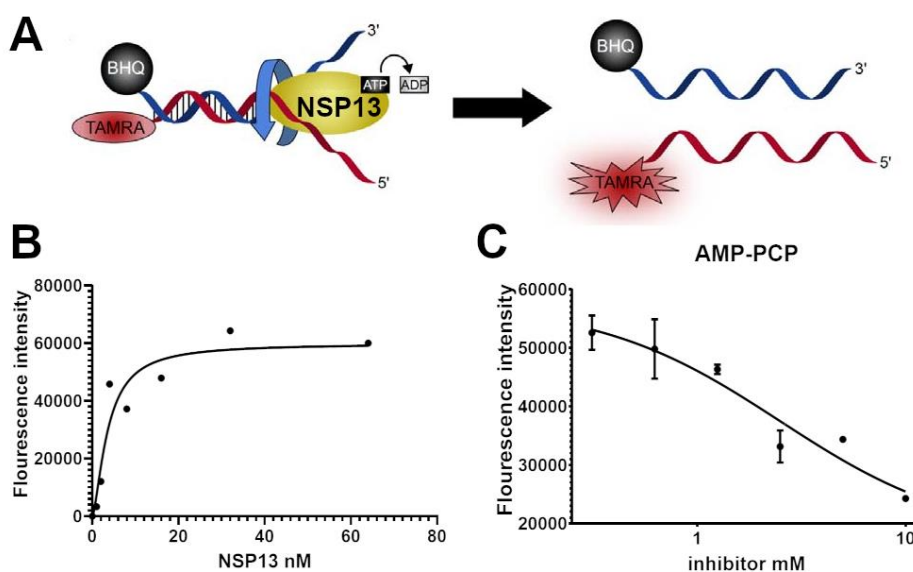 A
BHQ
TAMRA
NSP13
ATP
ADP
3'
5'
BHQ
3'
TAMRA
5'
B
Flourescence intensity
80000
60000
40000
20000
0
0
20
40
60
80
NSP13 nM
C
AMP-PCP
Flourescence intensity
60000
50000
40000
30000
20000
1
10
inhibitor mM